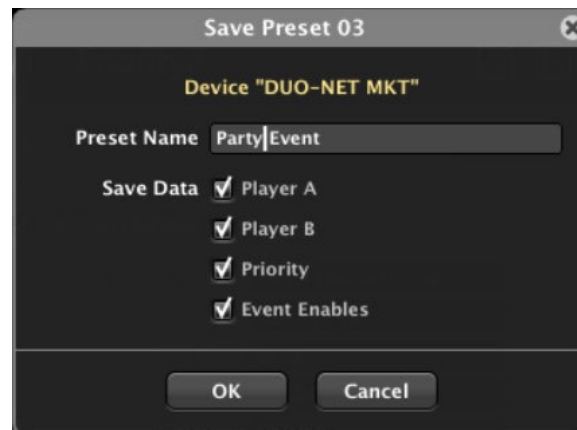 Save Preset 03
Device "DUO-NET MKT"
Preset Name Party Event
Save Data Player A
Player B
Priority
Event Enables
OK Cancel